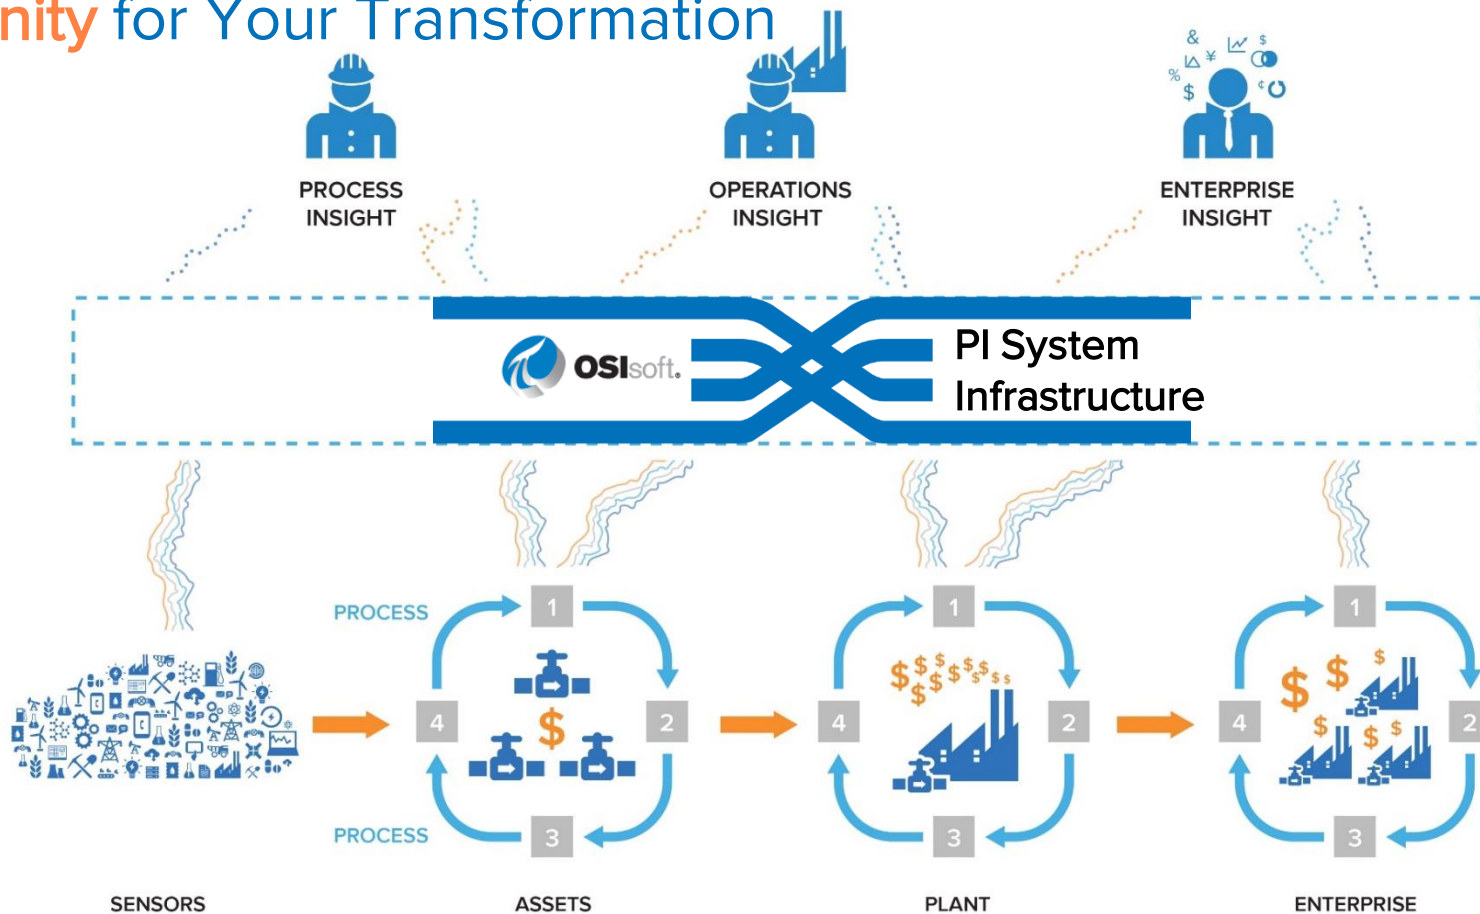 for Your Transformation
PROCESS
INSIGHT
OPERATIONS
INSIGHT
ENTERPRISE
INSIGHT
& $
% ¥ ¢
$
OSIsoft®
PI System
Infrastructure
PROCESS
1
4
2
3
PROCESS
$
1
4
2
3
$ $ $ $ $ $ $ $ $ $ $ $
1
4
2
3
$ $ $
$ $ $
SENSORS
ASSETS
PLANT
ENTERPRISE